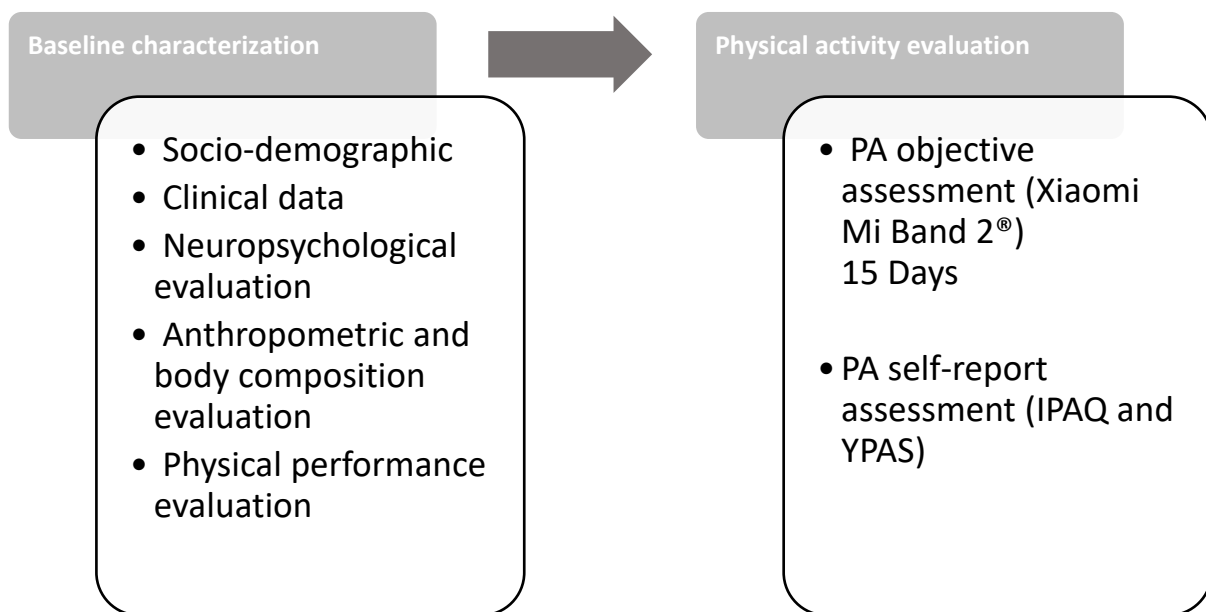 Baseline characterization
• Socio-demographic
• Clinical data
• Neuropsychological
evaluation
• Anthropometric and
body composition
evaluation
• Physical performance
evaluation
Physical activity evaluation
• PA objective
assessment (Xiaomi
Mi Band 2®)
15 Days
• PA self-report
assessment (IPAQ and
YPAS)